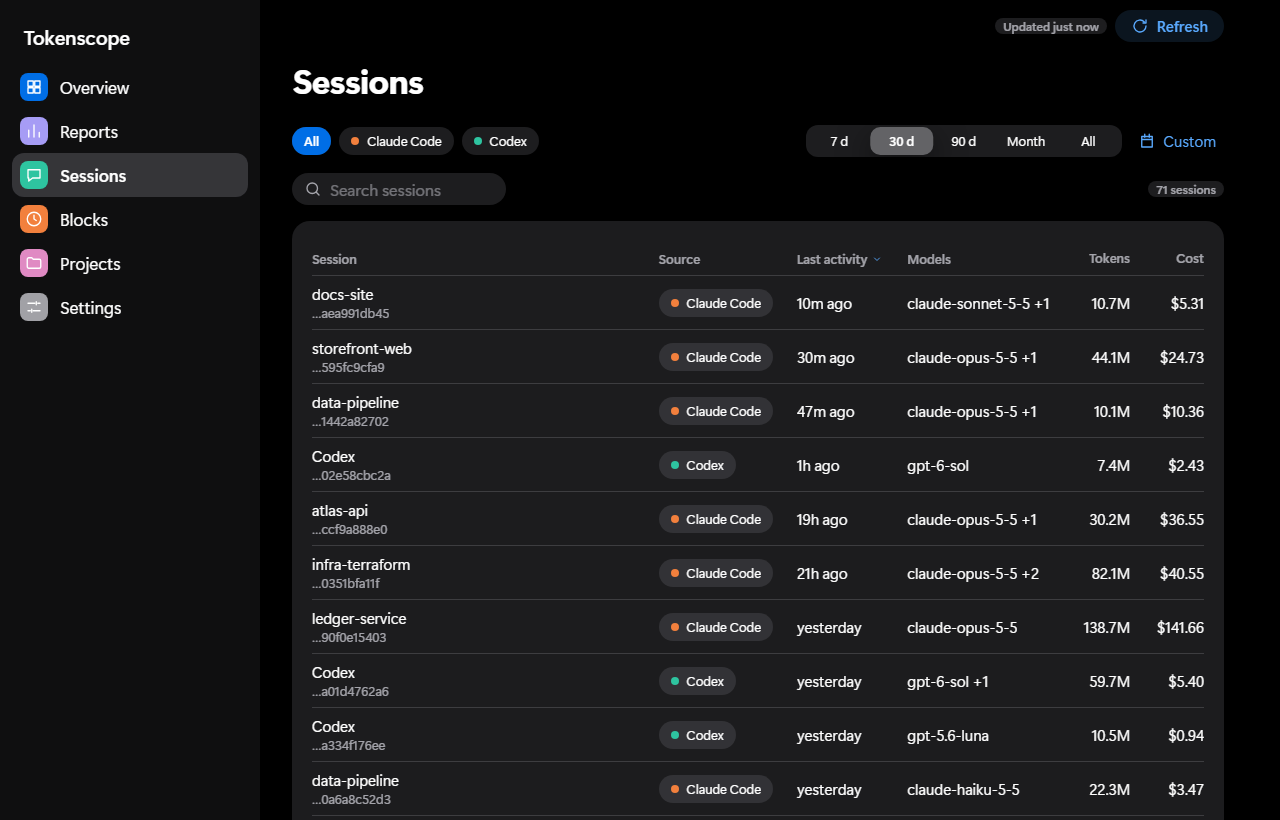 Tokenscope
Overview
Reports
Sessions
Blocks
Projects
Settings
Updated just now
Refresh
Sessions
All Claude Code Codex
7 d 30 d 90 d Month All
Custom
Search sessions
71 sessions
Session Source Last activity Models Tokens Cost
docs-site Claude Code 10m ago claude-sonnet-5-5 +1 10.7M $5.31
...aea991db45
storefront-web Claude Code 30m ago claude-opus-5-5 +1 44.1M $24.73
...595fc9cfa9
data-pipeline Claude Code 47m ago claude-opus-5-5 +1 10.1M $10.36
...1442a82702
Codex Codex 1h ago gpt-6-sol 7.4M $2.43
...02e58cbc2a
atlas-api Claude Code 19h ago claude-opus-5-5 +1 30.2M $36.55
...ccf9a888e0
infra-terraform Claude Code 21h ago claude-opus-5-5 +2 82.1M $40.55
...0351bfa11f
ledger-service Claude Code yesterday claude-opus-5-5 138.7M $141.66
...90f0e15403
Codex Codex yesterday gpt-6-sol +1 59.7M $5.40
...a01d4762a6
Codex Codex yesterday gpt-5.6-luna 10.5M $0.94
...a334f176ee
data-pipeline Claude Code yesterday claude-haiku-5-5 22.3M $3.47
...0a6a8c52d3